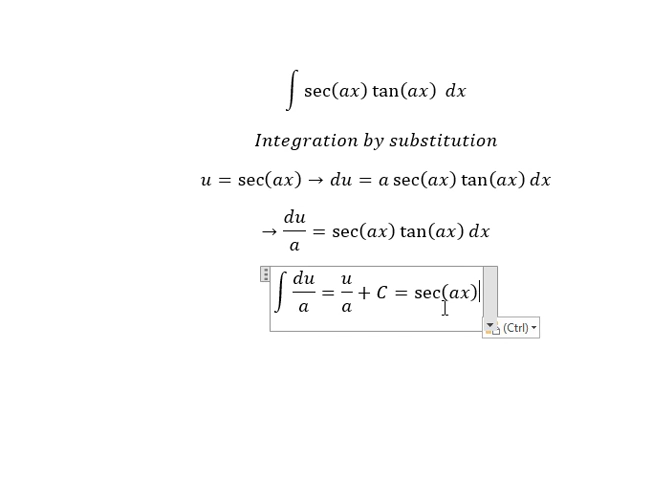 ∫ sec(ax) tan(ax) dx
Integration by substitution
u = sec(ax) → du = a sec(ax) tan(ax) dx
→ du/a = sec(ax) tan(ax) dx
∫ du/a = u/a + C = sec(ax)
(Ctrl)